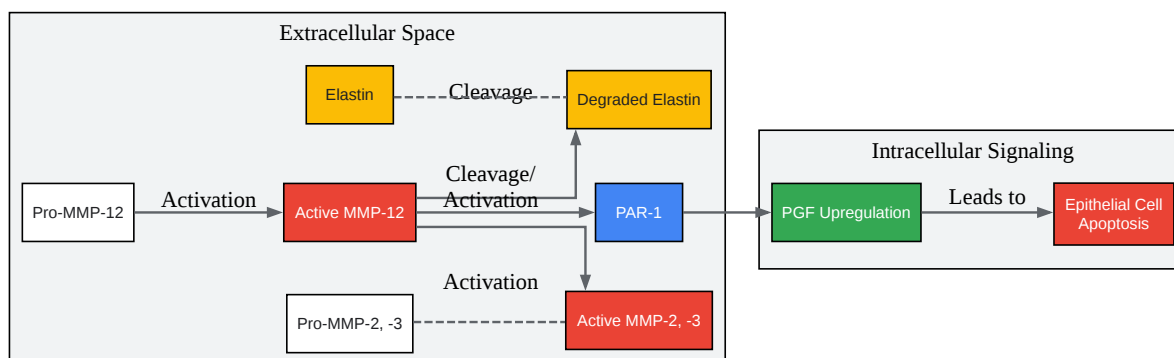 Extracellular Space
Elastin
Cleavage
Degraded Elastin
Intracellular Signaling
Cleavage/
Activation
Pro-MMP-12
Activation
Active MMP-12
PAR-1
PGF Upregulation
Leads to
Epithelial Cell
Apoptosis
Activation
Pro-MMP-2, -3
Active MMP-2, -3